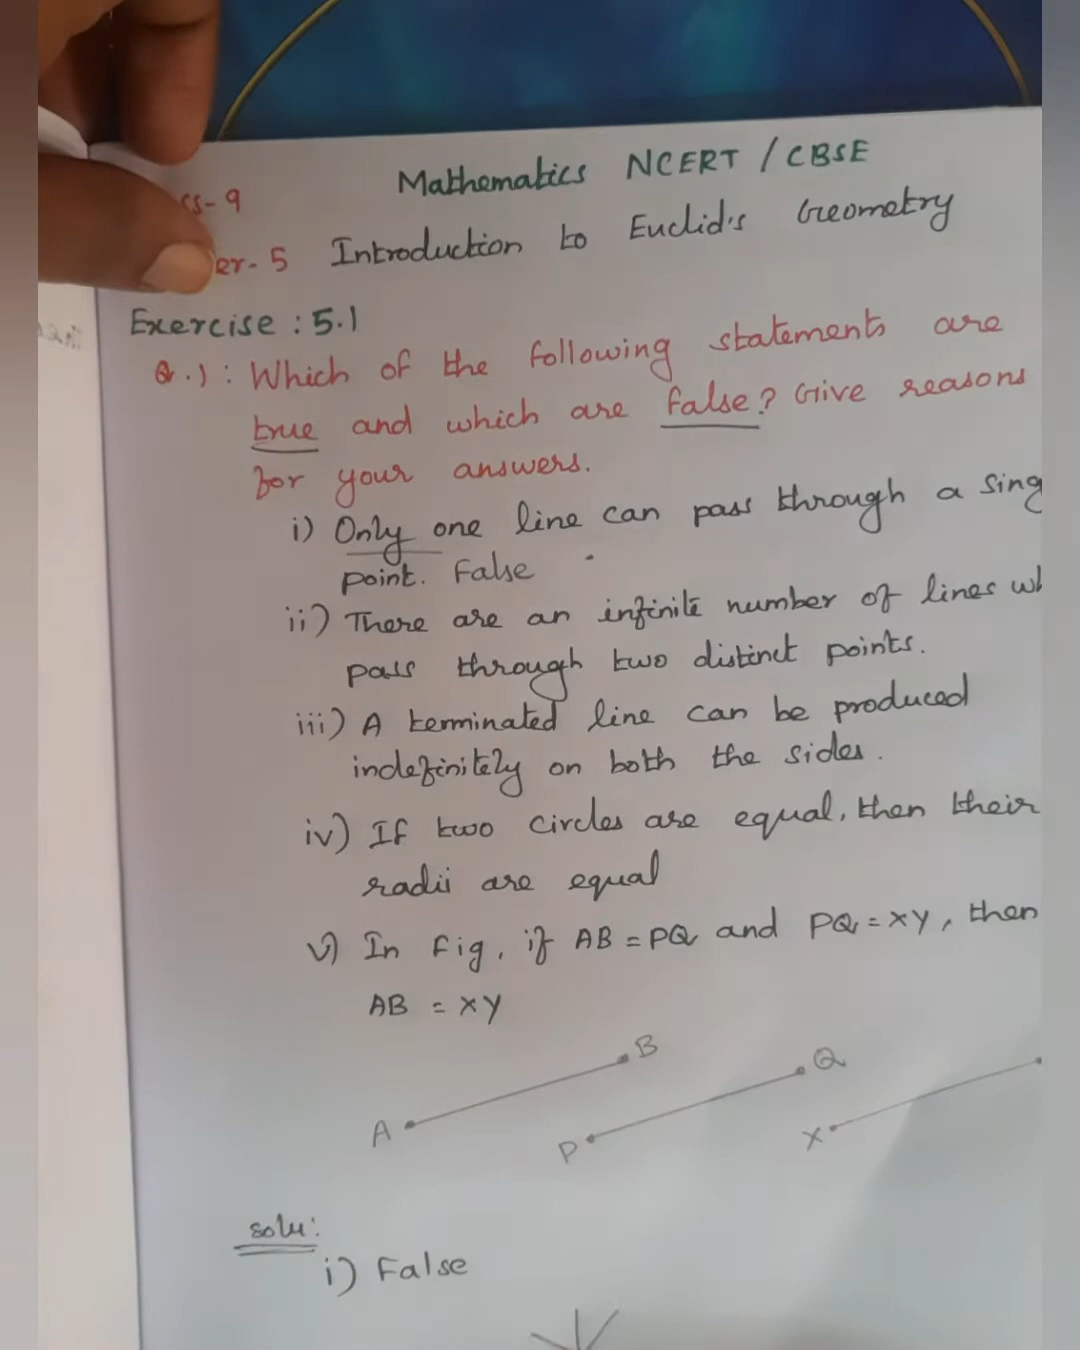 Mathematics NCERT / CBSE
ss-9
er-5 Introduction to Euclid's Geometry
Exercise : 5.1
Q.1 : Which of the following statements are
true and which are false? Give reasons
for your answers.
i) Only one line can pass through a sing
point. False
ii) There are an infinite number of lines wh
pass through two distinct points.
iii) A terminated line can be produced
indefinitely on both the sides.
iv) If two circles are equal, then their
radii are equal
v) In Fig, if AB = PQ and PQ = XY, then
AB = XY
A B P Q X
solu:
i) False